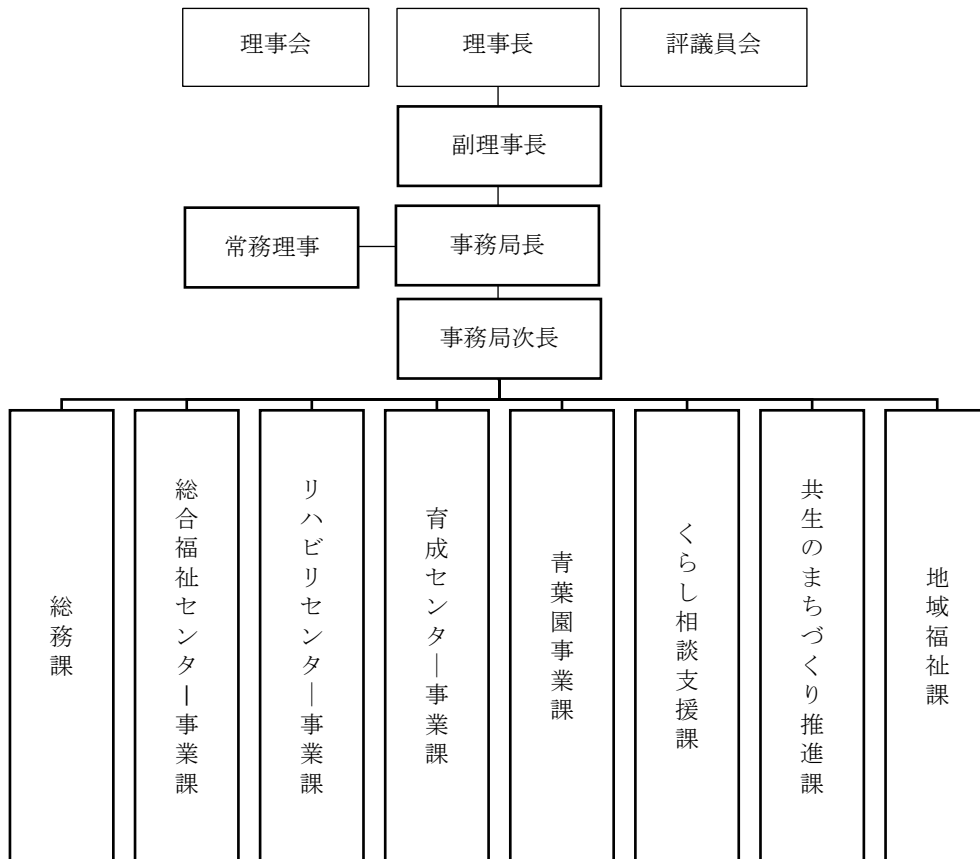 理事会
理事長
評議員会
副理事長
常務理事
事務局長
事務局次長
総務課
総合福祉センター事業課
リハビリセンター事業課
育成センター事業課
青葉園事業課
くらし相談支援課
共生のまちづくり推進課
地域福祉課